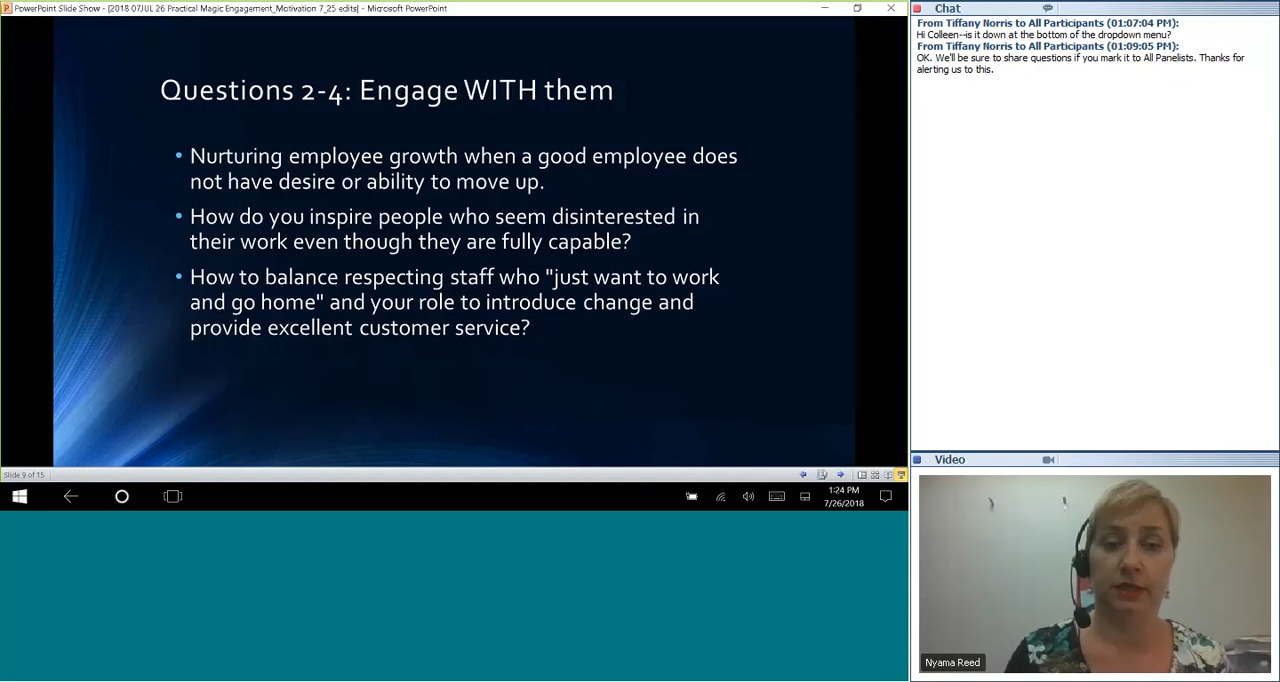 PowerPoint Slide Show - [2018 07JUL 26 Practical Magic Engagement_Motivation 7_25 edits] - Microsoft PowerPoint
Questions 2-4: Engage WITH them
• Nurturing employee growth when a good employee does
not have desire or ability to move up.
• How do you inspire people who seem disinterested in
their work even though they are fully capable?
• How to balance respecting staff who "just want to work
and go home" and your role to introduce change and
provide excellent customer service?
Slide 9 of 15
1:24 PM
7/26/2018
Chat
From Tiffany Norris to All Participants (01:07:04 PM):
Hi Colleen--is it down at the bottom of the dropdown menu?
From Tiffany Norris to All Participants (01:09:05 PM):
OK. We'll be sure to share questions if you mark it to All Panelists. Thanks for
alerting us to this.
Video
Nyama Reed